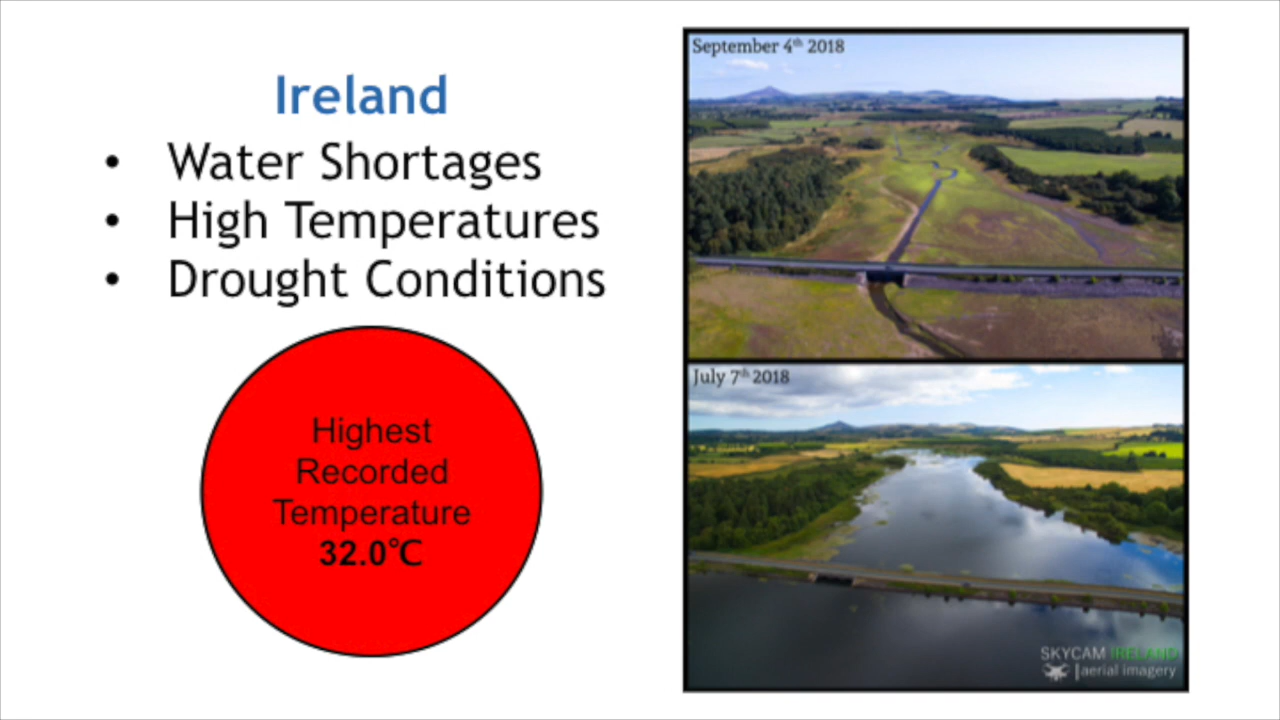 Ireland
• Water Shortages
• High Temperatures
• Drought Conditions
Highest
Recorded
Temperature
32.0℃
September 4th 2018
July 7th 2018
SKYCAM IRELAND
aerial imagery